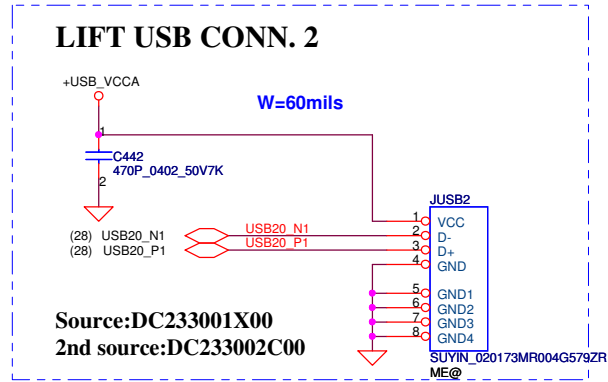 LIFT USB CONN. 2
+USB_VCCA
W=60mils
1
C442
470P_0402_50V7K
2
JUSB2
1 VCC
(28) USB20_N1 USB20_N1 2 D-
(28) USB20_P1 USB20_P1 3 D+
4 GND
5 GND1
6 GND2
7 GND3
8 GND4
Source:DC233001X00
2nd source:DC233002C00
SUYIN_020173MR004G579ZR
ME@